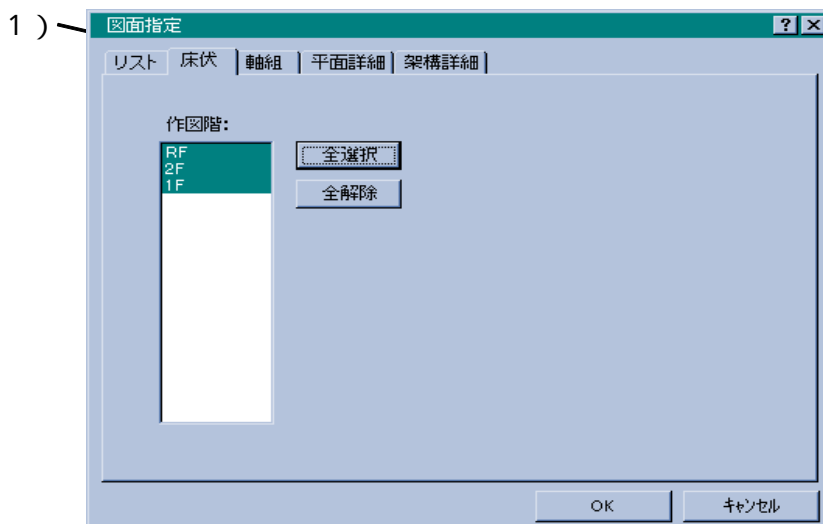 1 )
図面指定
リスト 床伏 軸組 平面詳細 架構詳細
作図階:
RF
2F
1F
全選択
全解除
OK キャンセル